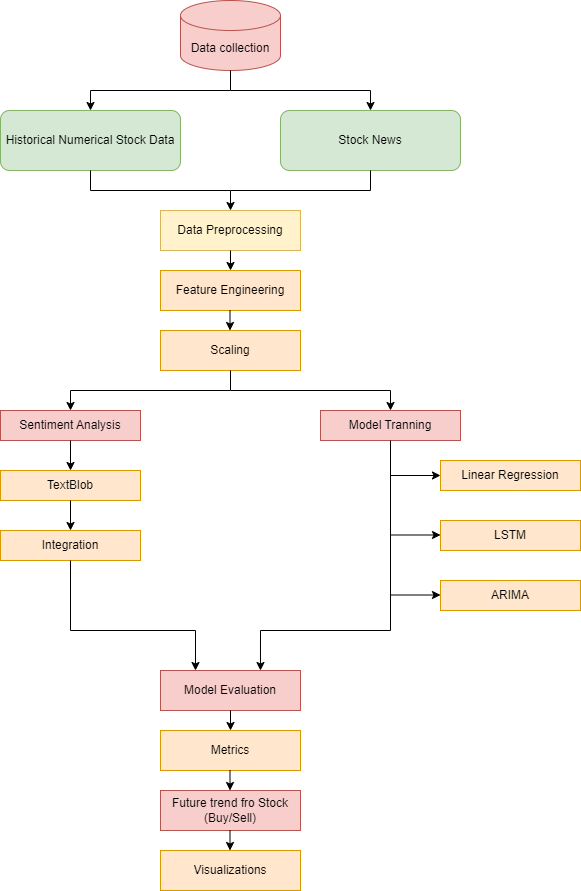 Data collection
Historical Numerical Stock Data
Stock News
Data Preprocessing
Feature Engineering
Scaling
Sentiment Analysis
Model Tranning
TextBlob
Linear Regression
Integration
LSTM
ARIMA
Model Evaluation
Metrics
Future trend fro Stock
(Buy/Sell)
Visualizations